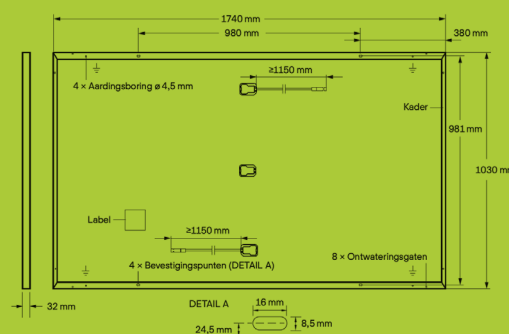 1740 mm
980 mm
380 mm
≥1150 mm
4 × Aardingsboring ø 4,5 mm
Kader
981 mm
1030 mm
Label
≥1150 mm
4 × Bevestigingspunten (DETAIL A)
8 × Ontwateringsgaten
32 mm
DETAIL A
16 mm
24,5 mm
8,5 mm